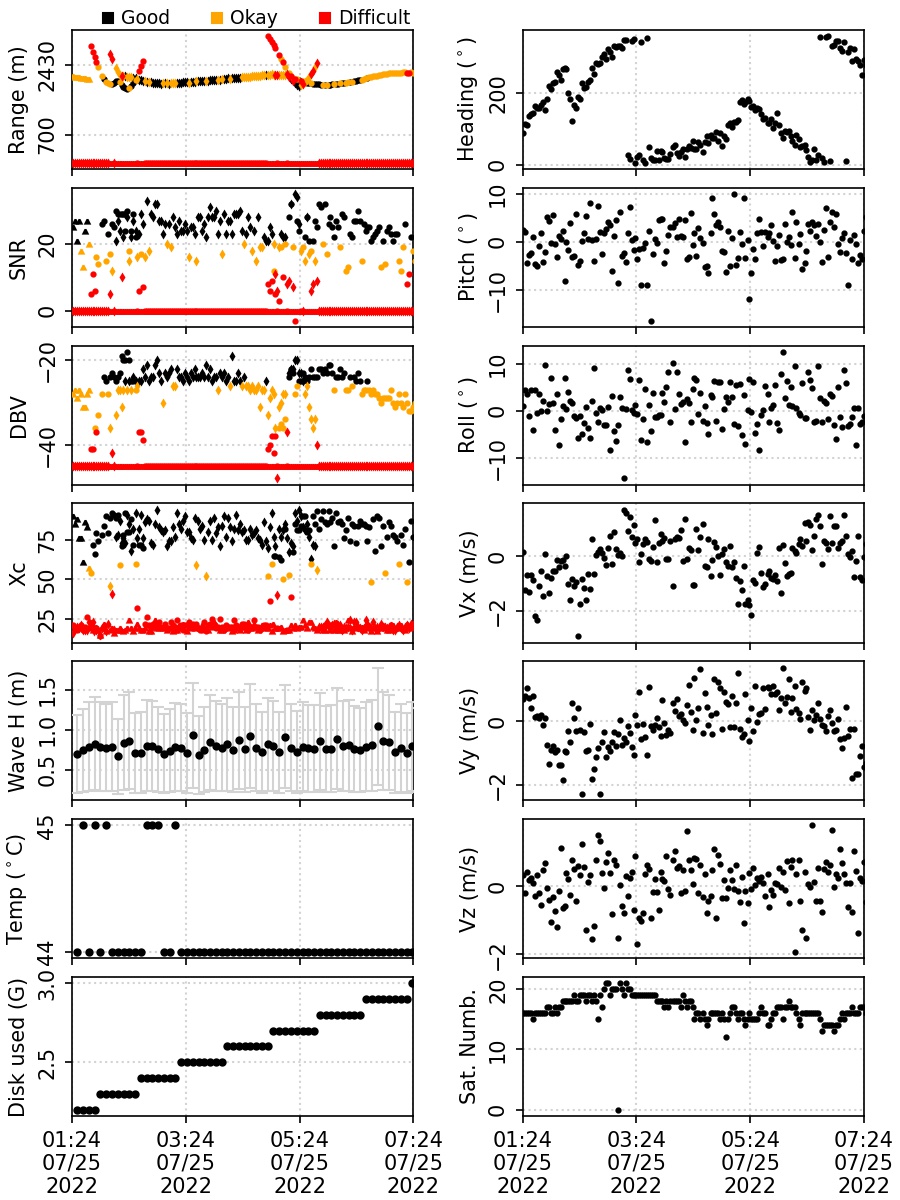 Good Okay Difficult
Range (m)
2430
700
Heading (°)
200
0
SNR
20
0
Pitch (°)
10
0
−10
DBV
−20
−40
Roll (°)
10
0
−10
Xc
75
50
25
Vx (m/s)
0
−2
Wave H (m)
1.5
1.0
0.5
Vy (m/s)
0
−2
Temp (°C)
45
44
Vz (m/s)
0
−2
Disk used (G)
3.0
2.5
Sat. Numb.
20
10
0
01:24 03:24 05:24 07:24
07/25 07/25 07/25 07/25
2022 2022 2022 2022
01:24 03:24 05:24 07:24
07/25 07/25 07/25 07/25
2022 2022 2022 2022